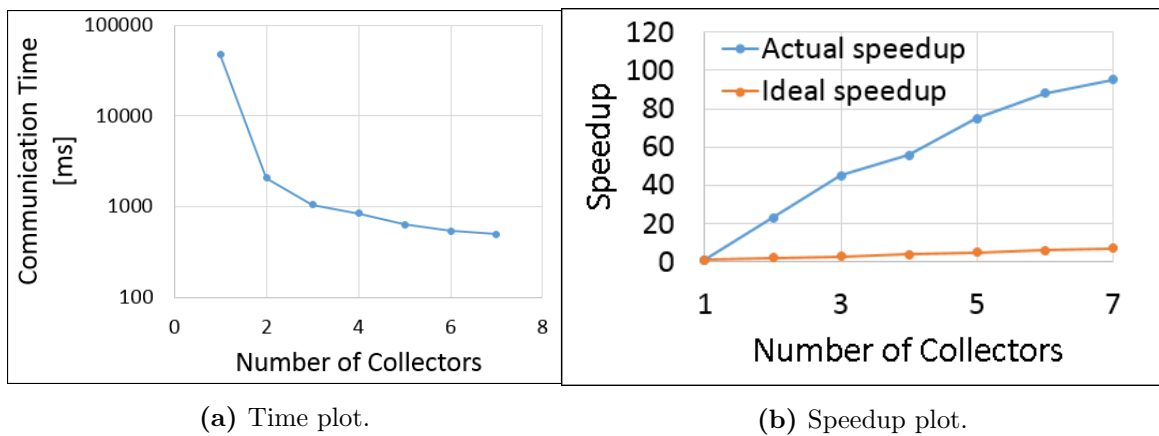 100000
10000
1000
100
Communication Time
[ms]
0 2 4 6 8
Number of Collectors
(a) Time plot.
120
100
80
60
40
20
0
Speedup
Actual speedup
Ideal speedup
1 3 5 7
Number of Collectors
(b) Speedup plot.